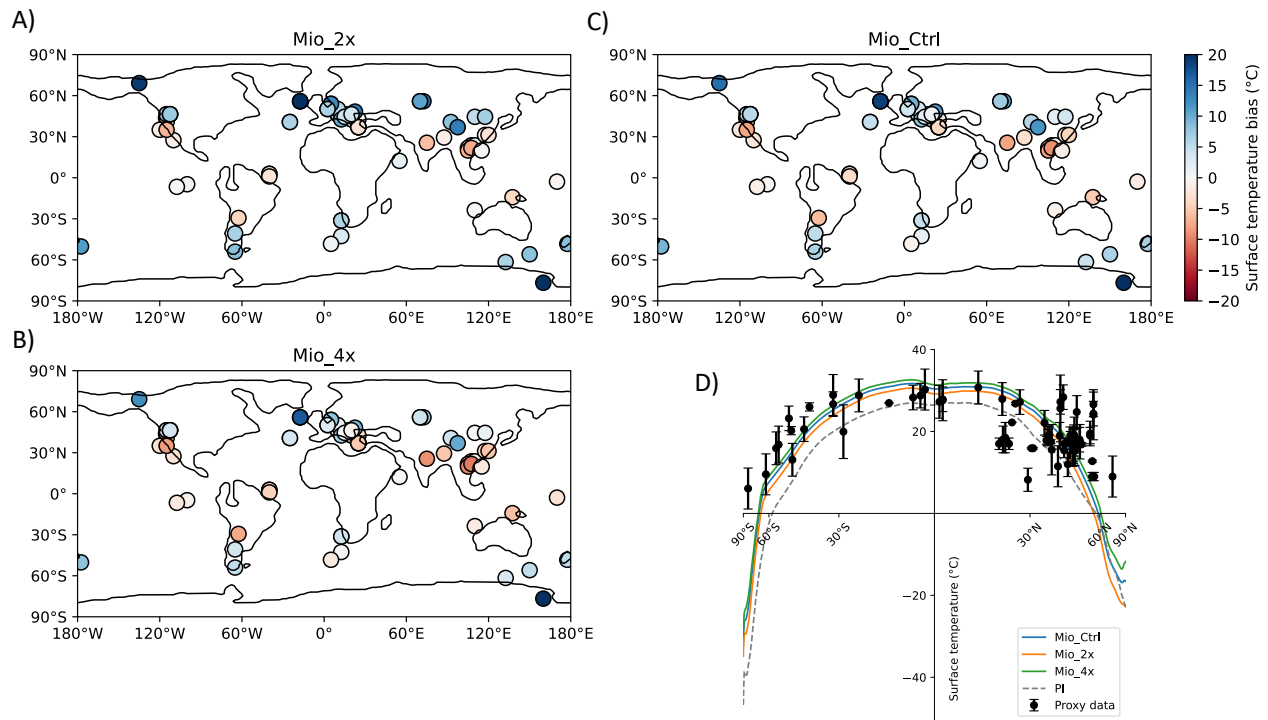 A)
Mio_2x
90°N
60°N
30°N
0°
30°S
60°S
90°S
180°W 120°W 60°W 0° 60°E 120°E 180°E
C)
Mio_Ctrl
90°N
60°N
30°N
0°
30°S
60°S
90°S
180°W 120°W 60°W 0° 60°E 120°E 180°E
20
15
10
5
0
−5
−10
−15
−20
Surface temperature bias (°C)
B)
Mio_4x
90°N
60°N
30°N
0°
30°S
60°S
90°S
180°W 120°W 60°W 0° 60°E 120°E 180°E
D)
40
20
−20
−40
90°S 60°S 30°S 30°N 60°N 90°N
Surface temperature (°C)
Mio_Ctrl
Mio_2x
Mio_4x
PI
Proxy data